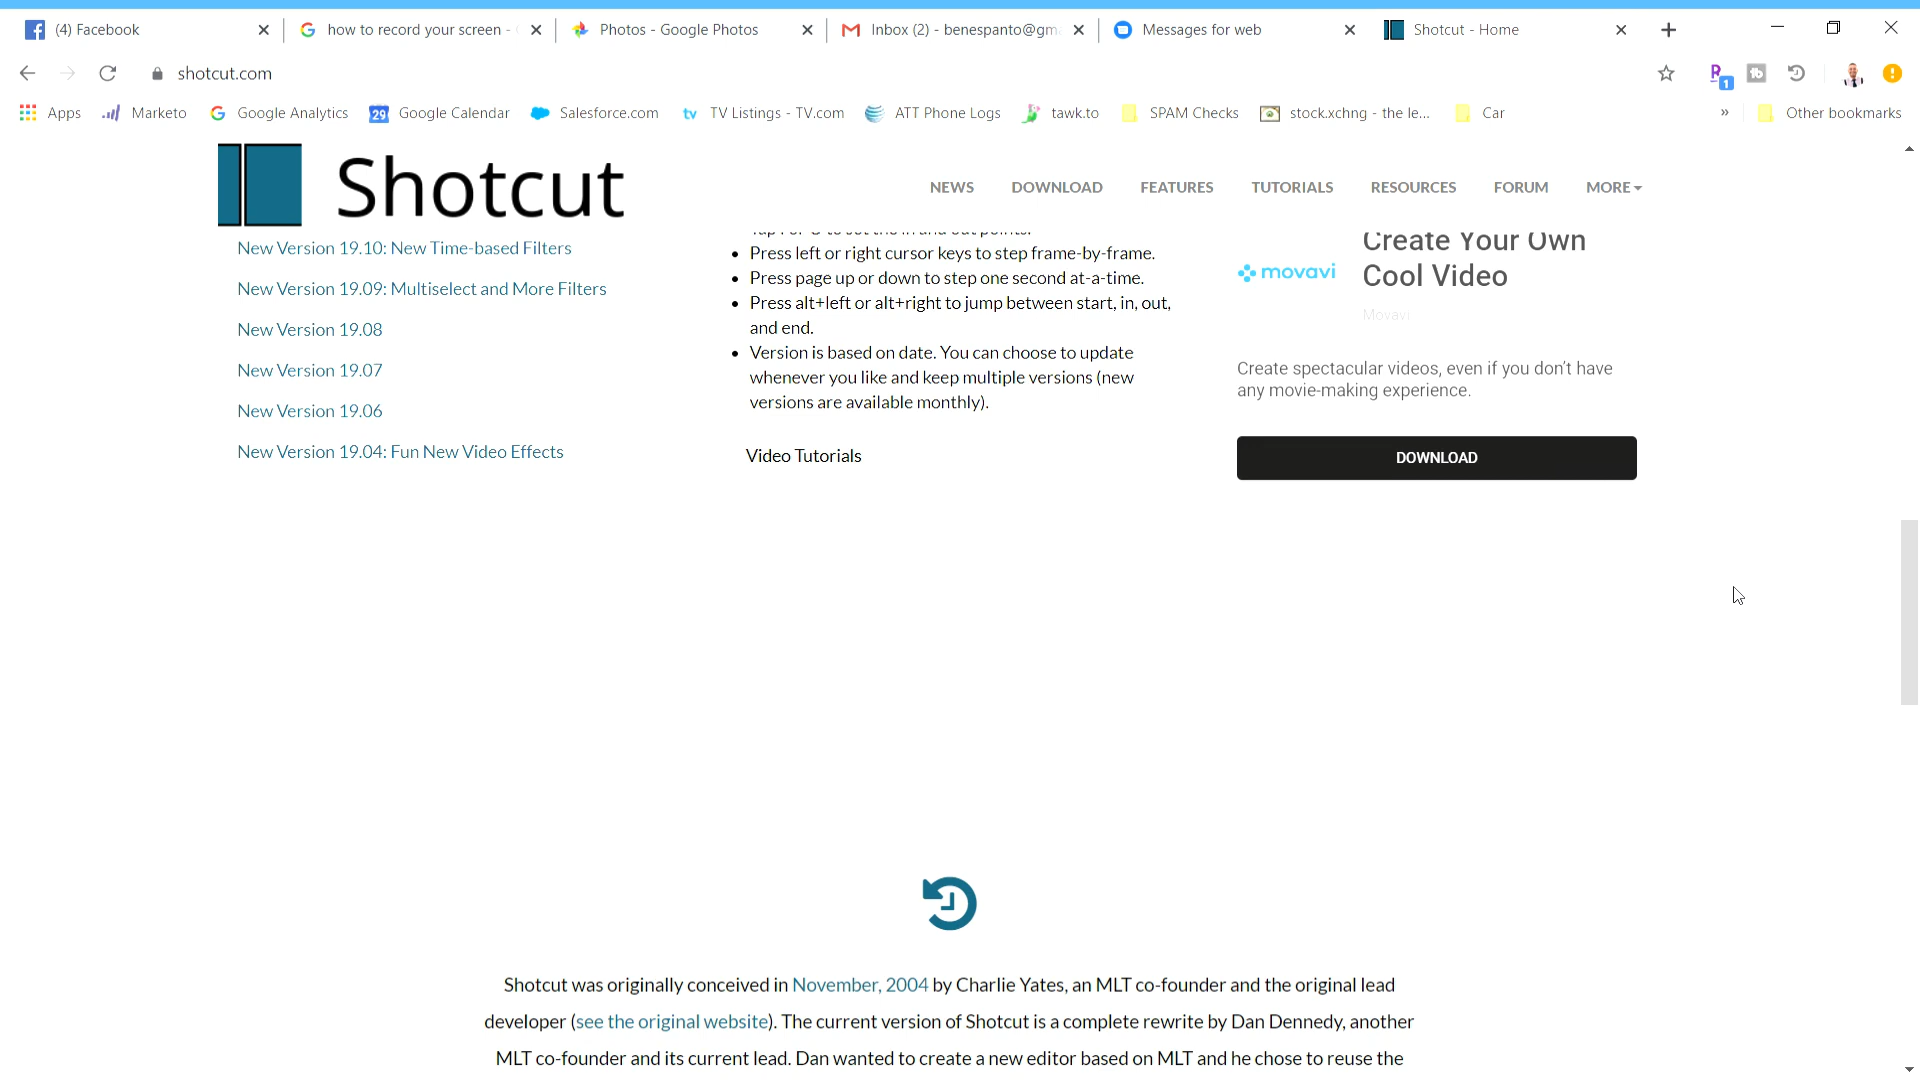 (4) Facebook
how to record your screen -
Photos - Google Photos
Inbox (2) - benespanto@gm
Messages for web
Shotcut - Home
shotcut.com
1
Apps
Marketo
Google Analytics
29 Google Calendar
Salesforce.com
tv TV Listings - TV.com
ATT Phone Logs
tawk.to
SPAM Checks
stock.xchng - the le...
Car
»
Other bookmarks
Shotcut
NEWS
DOWNLOAD
FEATURES
TUTORIALS
RESOURCES
FORUM
MORE
New Version 19.10: New Time-based Filters
New Version 19.09: Multiselect and More Filters
New Version 19.08
New Version 19.07
New Version 19.06
New Version 19.04: Fun New Video Effects
• Press left or right cursor keys to step frame-by-frame.
• Press page up or down to step one second at-a-time.
• Press alt+left or alt+right to jump between start, in, out,
and end.
• Version is based on date. You can choose to update
whenever you like and keep multiple versions (new
versions are available monthly).
Video Tutorials
movavi
Create Your Own
Cool Video
Movavi
Create spectacular videos, even if you don't have
any movie-making experience.
DOWNLOAD
Shotcut was originally conceived in November, 2004 by Charlie Yates, an MLT co-founder and the original lead
developer (see the original website). The current version of Shotcut is a complete rewrite by Dan Dennedy, another
MLT co-founder and its current lead. Dan wanted to create a new editor based on MLT and he chose to reuse the